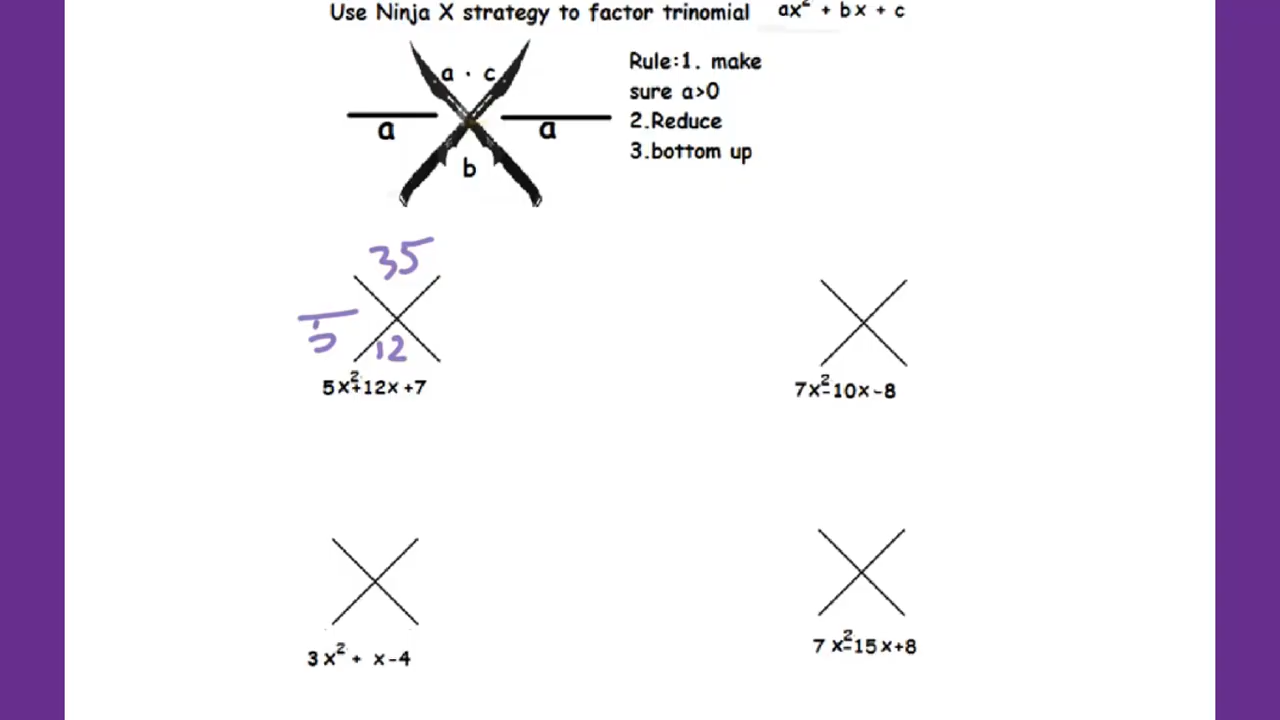 Use Ninja X strategy to factor trinomial ax² + bx + c
a · c
a
a
b
Rule:1. make
sure a>0
2.Reduce
3.bottom up
35
5
12
5x²+12x+7
7x²-10x-8
3x² + x-4
7x²-15x+8